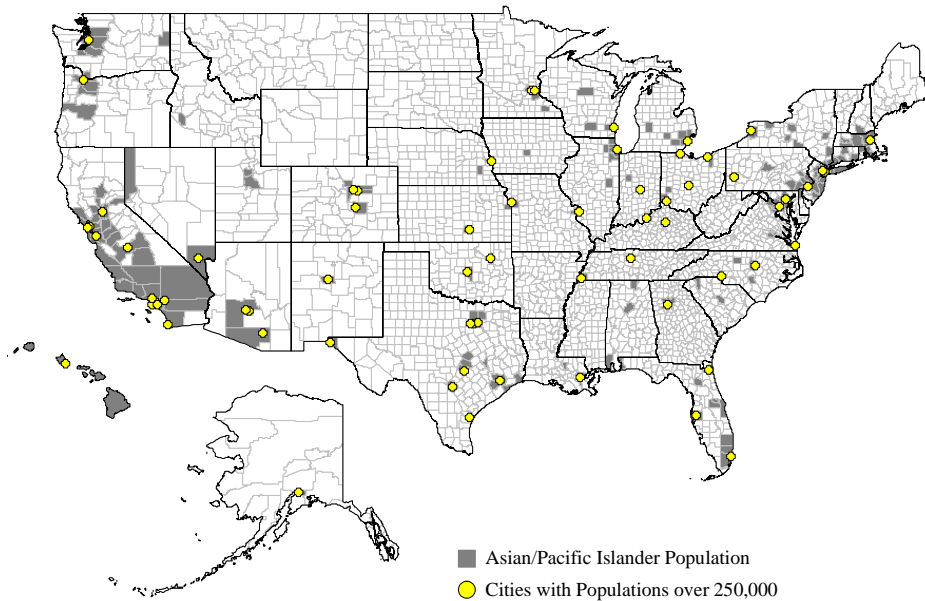 Asian/Pacific Islander Population
Cities with Populations over 250,000